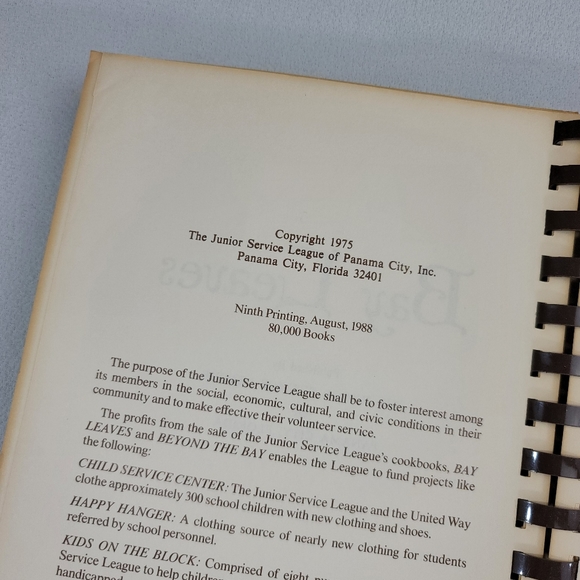 Copyright 1975
The Junior Service League of Panama City, Inc.
Panama City, Florida 32401
Ninth Printing, August, 1988
80,000 Books
The purpose of the Junior Service League shall be to foster interest among
its members in the social, economic, cultural, and civic conditions in their
community and to make effective their volunteer service.
The profits from the sale of the Junior Service League's cookbooks, BAY
LEAVES and BEYOND THE BAY enables the League to fund projects like
the following:
CHILD SERVICE CENTER: The Junior Service League and the United Way
clothe approximately 300 school children with new clothing and shoes.
HAPPY HANGER: A clothing source of nearly new clothing for students
referred by school personnel.
KIDS ON THE BLOCK: Comprised of eight
Service League to help children
handicapped